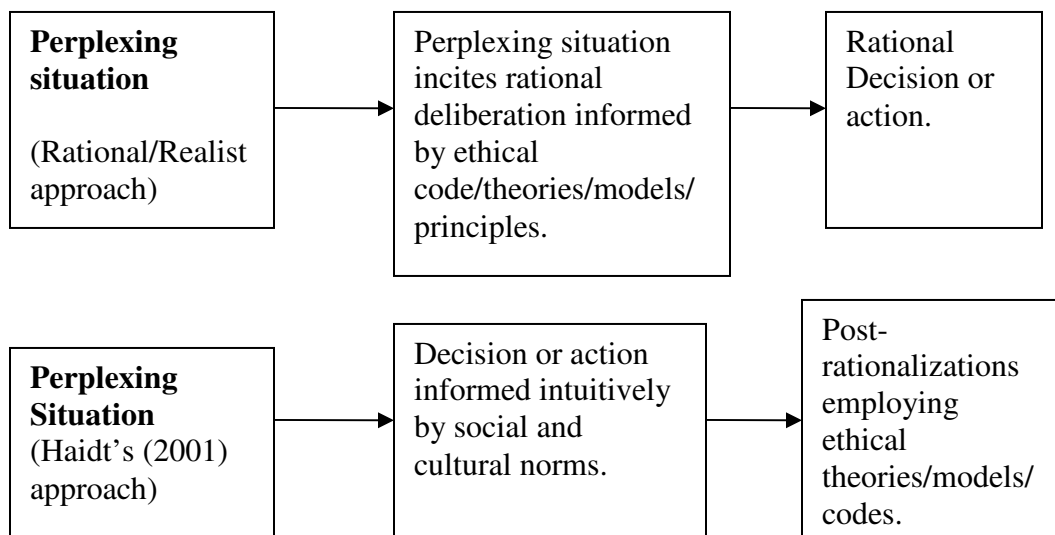 Perplexing
situation
(Rational/Realist
approach)
Perplexing situation
incites rational
deliberation informed
by ethical
code/theories/models/
principles.
Rational
Decision or
action.
Perplexing
Situation
(Haidt’s (2001)
approach)
Decision or action
informed intuitively
by social and
cultural norms.
Post-
rationalizations
employing
ethical
theories/models/
codes.